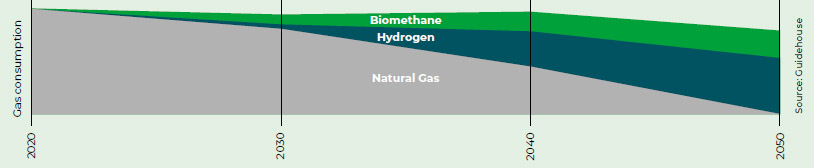 Gas consumption
Biomethane
Hydrogen
Natural Gas
2020
2030
2040
2050
Source: Guidehouse